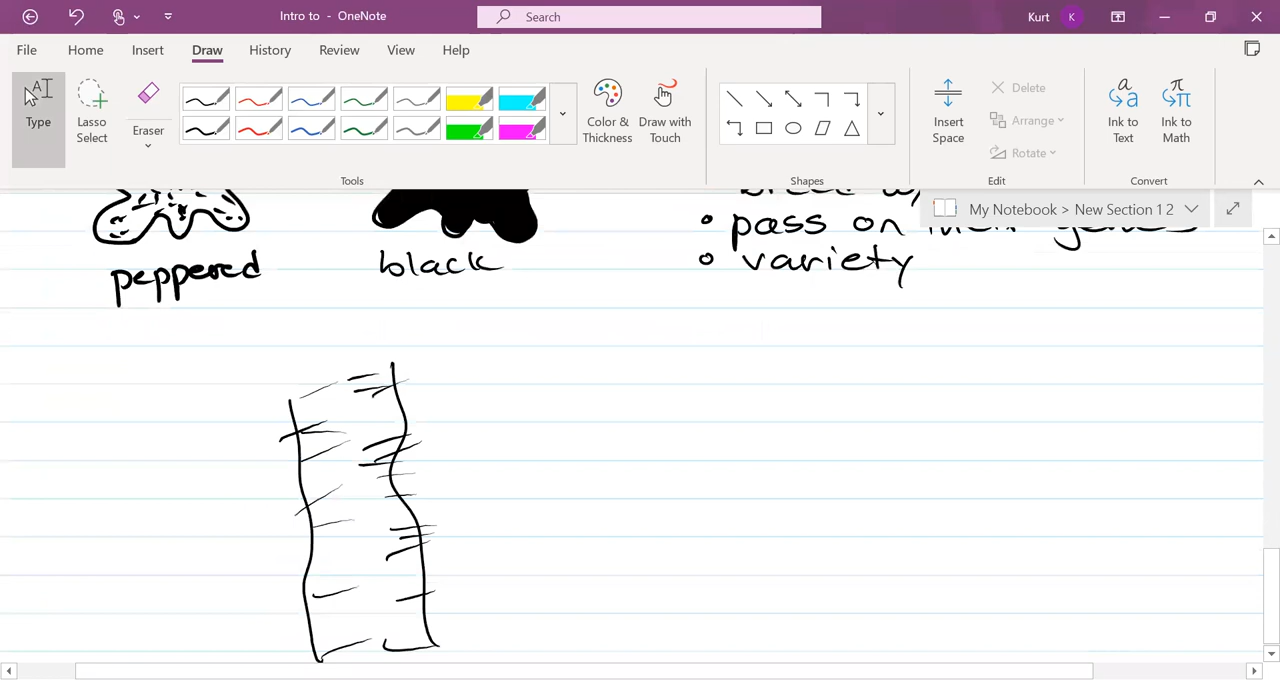 Intro to - OneNote
Search
Kurt K
File Home Insert Draw History Review View Help
Type
Lasso Select
Eraser
Color & Thickness
Draw with Touch
Insert Space
Delete
Arrange
Rotate
a a
Ink to Text
π π
Ink to Math
Tools
Shapes
Edit
Convert
My Notebook > New Section 1 2
• pass on their genes
• variety
peppered
black